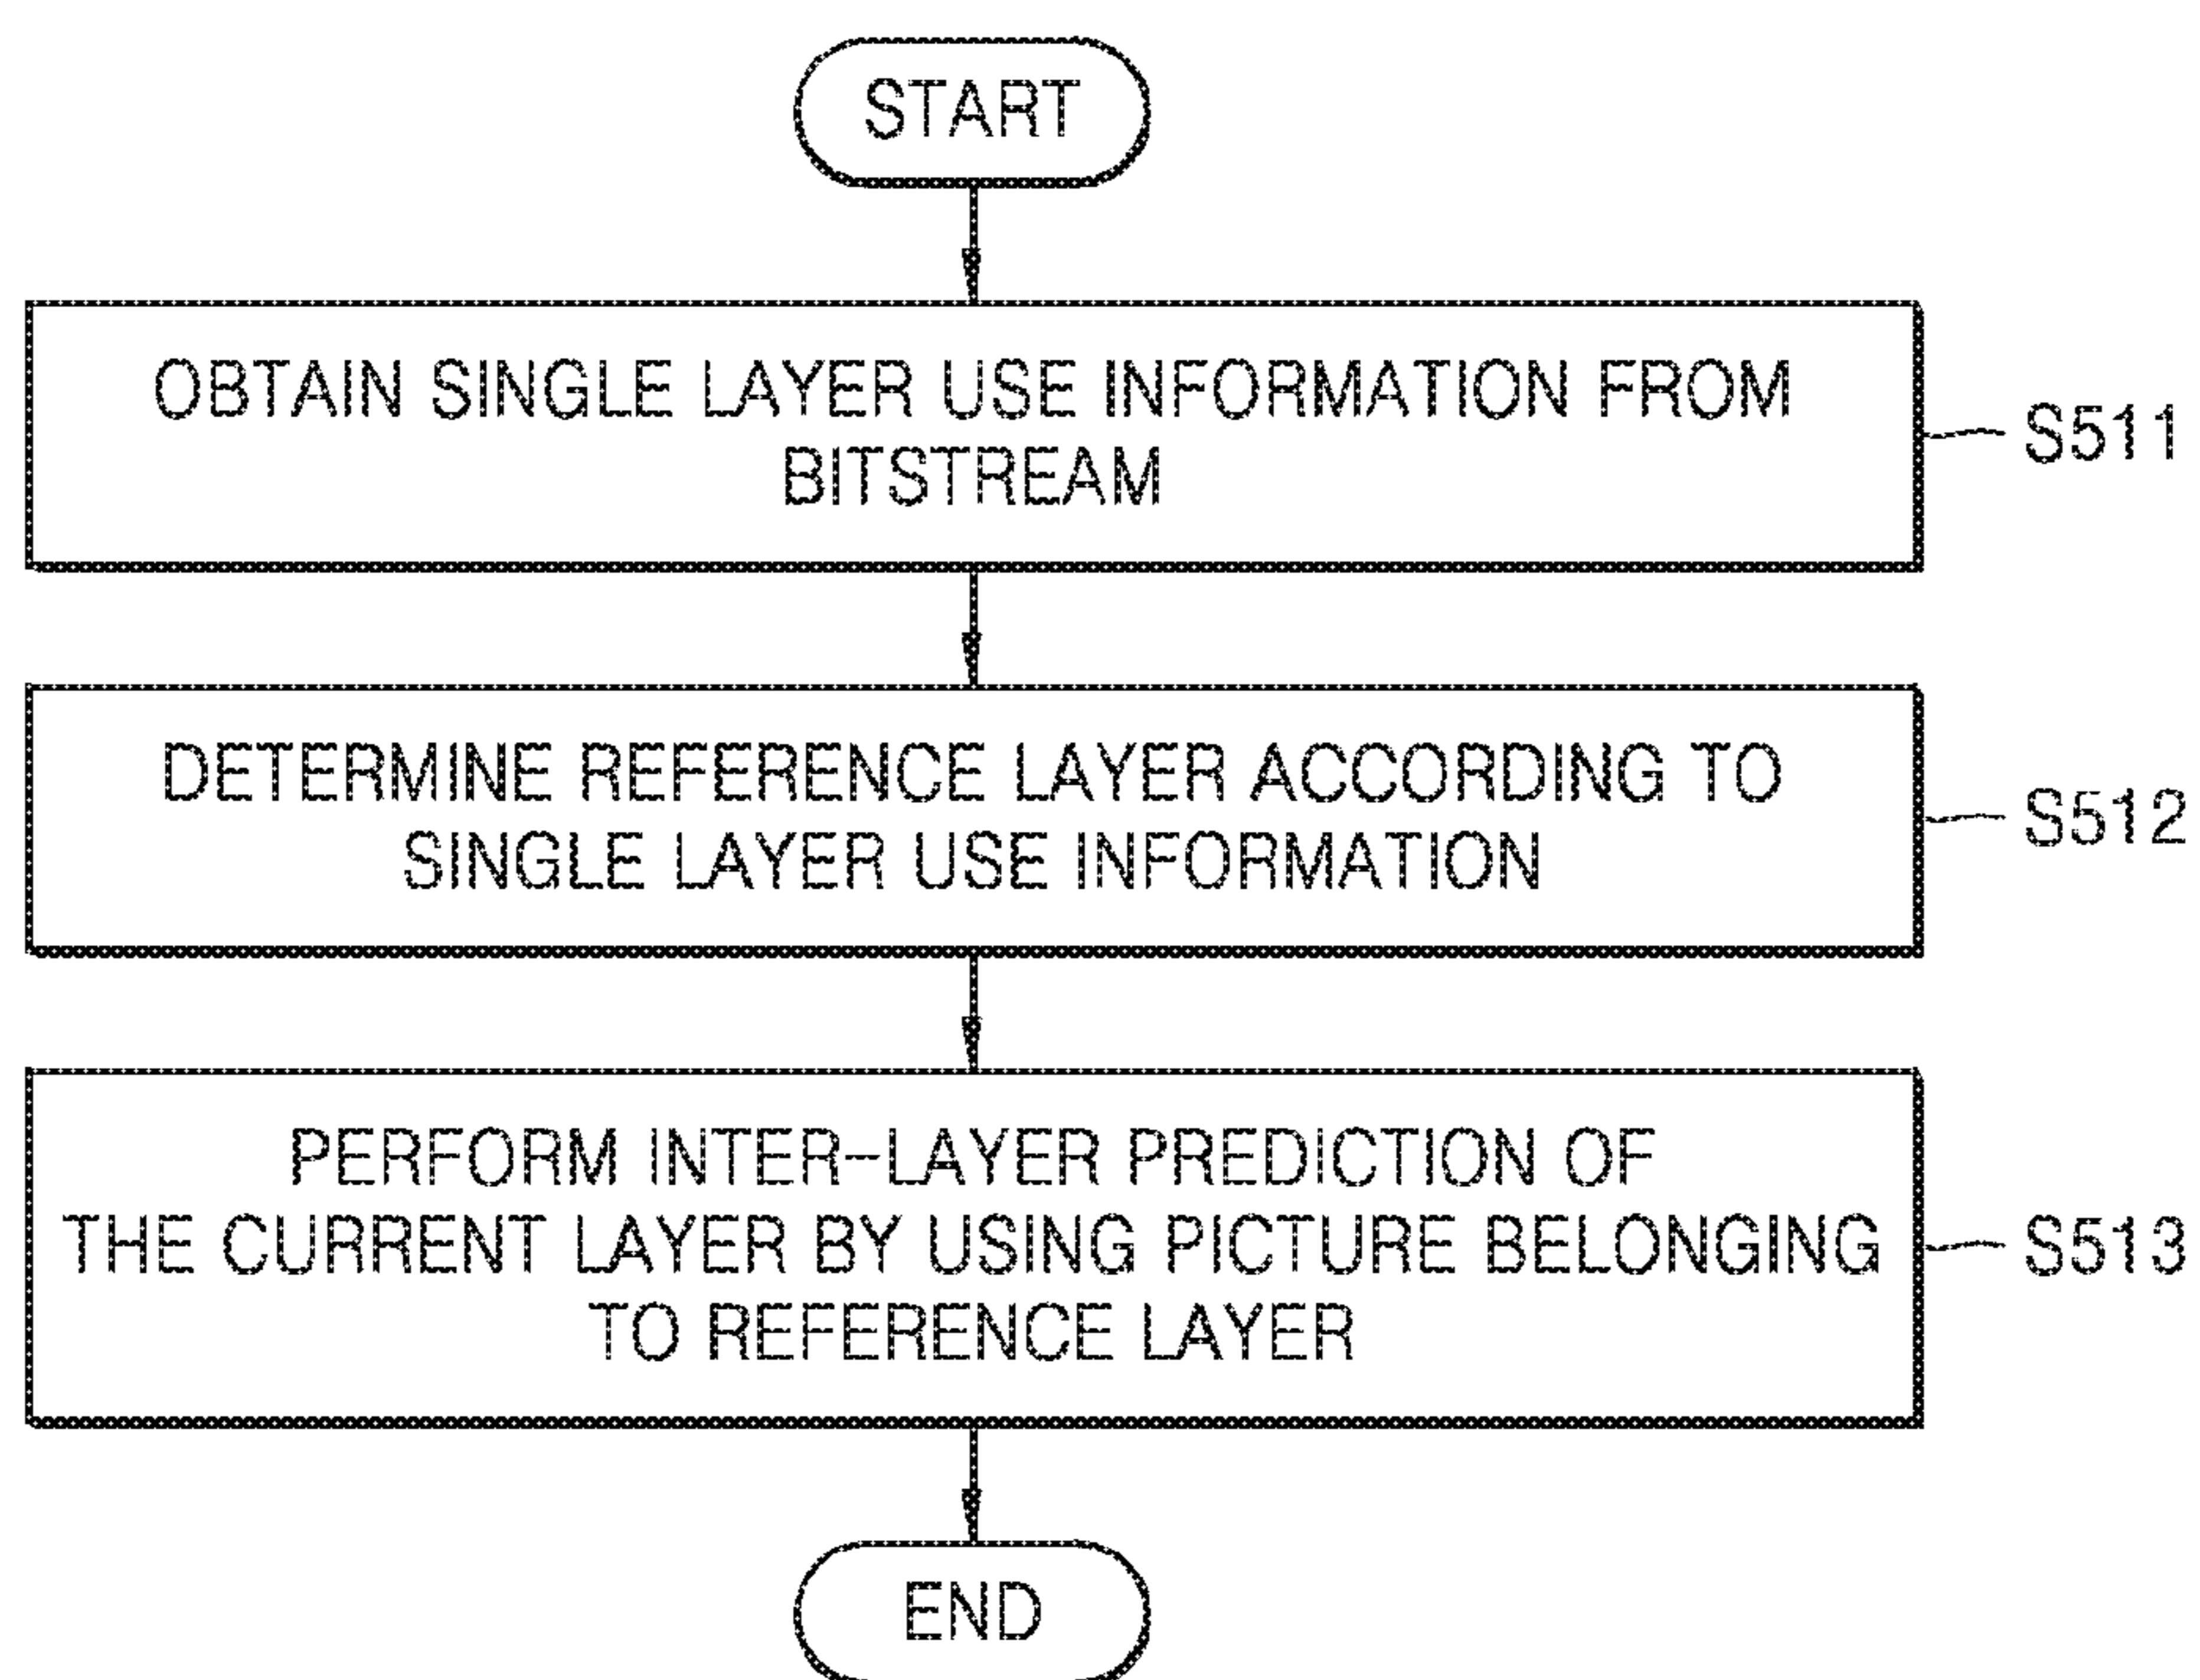 START
OBTAIN SINGLE LAYER USE INFORMATION FROM
BITSTREAM
S511
DETERMINE REFERENCE LAYER ACCORDING TO
SINGLE LAYER USE INFORMATION
S512
PERFORM INTER-LAYER PREDICTION OF
THE CURRENT LAYER BY USING PICTURE BELONGING
TO REFERENCE LAYER
S513
END